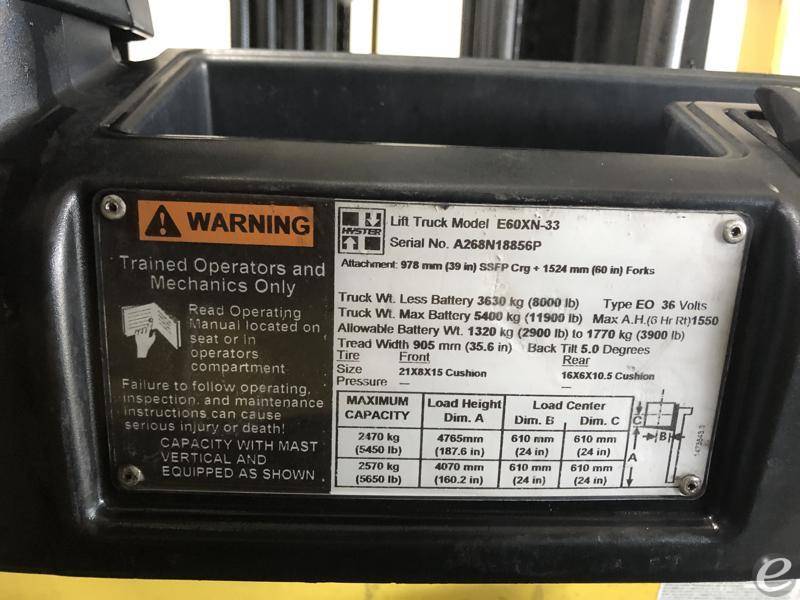 WARNING
Trained Operators and
Mechanics Only
Read Operating
Manual located on
seat or in
operators
compartment
Failure to follow operating,
inspection, and maintenance
instructions can cause
serious injury or death!
CAPACITY WITH MAST
VERTICAL AND
EQUIPPED AS SHOWN
HYSTER
Lift Truck Model E60XN-33
Serial No. A268N18856P
Attachment: 978 mm (39 in) SSFP Crg + 1524 mm (60 in) Forks
Truck Wt. Less Battery 3630 kg (8000 lb) Type EO 36 Volts
Truck Wt. Max Battery 5400 kg (11900 lb) Max A.H.(6 Hr Rt)1550
Allowable Battery Wt. 1320 kg (2900 lb) to 1770 kg (3900 lb)
Tread Width 905 mm (35.6 in) Back Tilt 5.0 Degrees
Tire Front Rear
Size 21X8X15 Cushion 16X6X10.5 Cushion
Pressure — —
MAXIMUM CAPACITY Load Height Dim. A Load Center Dim. B Dim. C
2470 kg 4765mm 610 mm 610 mm
(5450 lb) (187.6 in) (24 in) (24 in)
2570 kg 4070 mm 610 mm 610 mm
(5650 lb) (160.2 in) (24 in) (24 in)
C
B
A
e